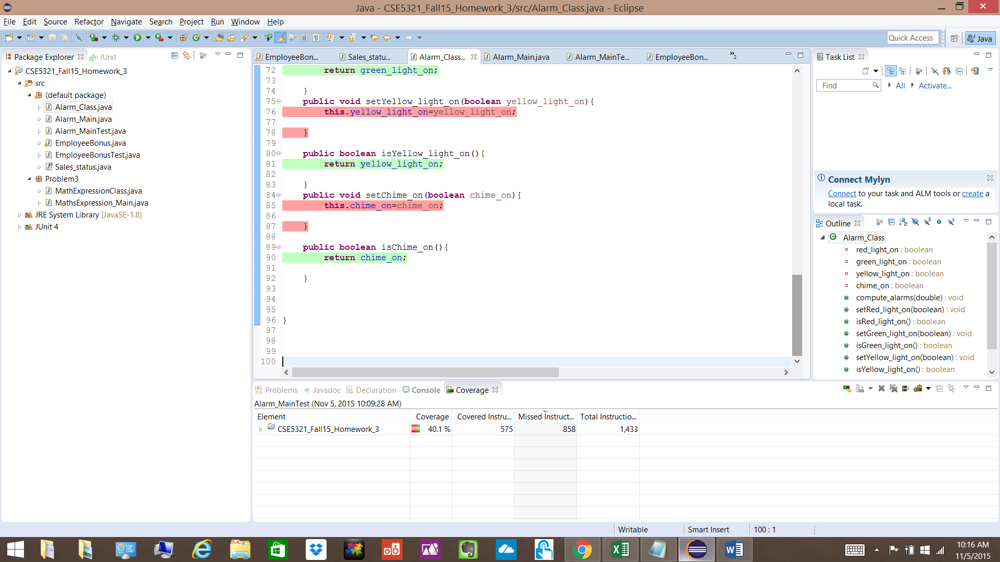 Java - CSE5321_Fall15_Homework_3/src/Alarm_Class.java - Eclipse
File Edit Source Refactor Navigate Search Project Run Window Help
Quick Access
Java
Package Explorer
JUnit
CSE5321_Fall15_Homework_3
src
(default package)
Alarm_Class.java
Alarm_Main.java
Alarm_MainTest.java
EmployeeBonus.java
EmployeeBonusTest.java
Sales_status.java
Problem3
MathExpressionClass.java
MathsExpression_Main.java
JRE System Library [JavaSE-1.8]
JUnit 4
EmployeeBon... Sales_statu... Alarm_Class... Alarm_Main.java Alarm_MainTe... EmployeeBon... »2
72 return green_light_on;
73
74 }
75 public void setYellow_light_on(boolean yellow_light_on){
76 this.yellow_light_on=yellow_light_on;
77
78 }
79
80 public boolean isYellow_light_on(){
81 return yellow_light_on;
82
83 }
84 public void setChime_on(boolean chime_on){
85 this.chime_on=chime_on;
86
87 }
88
89 public boolean isChime_on(){
90 return chime_on;
91
92 }
93
94
95
96 }
97
98
99
100
Task List
Find
All
Activate...
Connect Mylyn
Connect to your task and ALM tools or create a
local task.
Outline
Alarm_Class
red_light_on : boolean
green_light_on : boolean
yellow_light_on : boolean
chime_on : boolean
compute_alarms(double) : void
setRed_light_on(boolean) : void
isRed_light_on() : boolean
setGreen_light_on(boolean) : void
isGreen_light_on() : boolean
setYellow_light_on(boolean) : void
isYellow_light_on() : boolean
Problems Javadoc Declaration Console Coverage
Alarm_MainTest (Nov 5, 2015 10:09:28 AM)
Element Coverage Covered Instru... Missed Instruct... Total Instructio...
CSE5321_Fall15_Homework_3 40.1 % 575 858 1,433
Writable Smart Insert 100 : 1
10:16 AM
11/5/2015